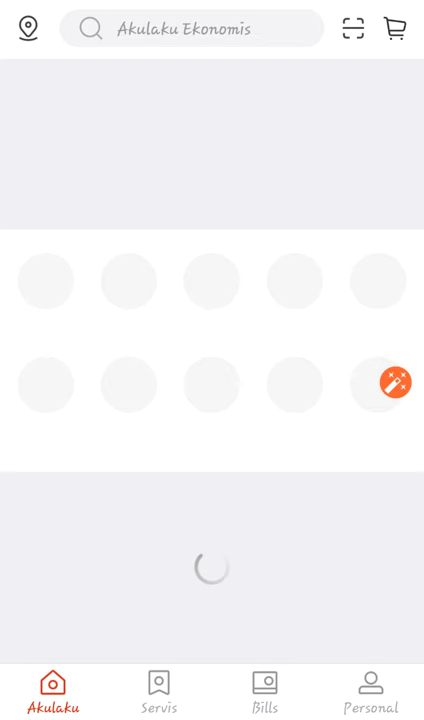 Akulaku Ekonomis
Akulaku
Servis
Bills
Personal